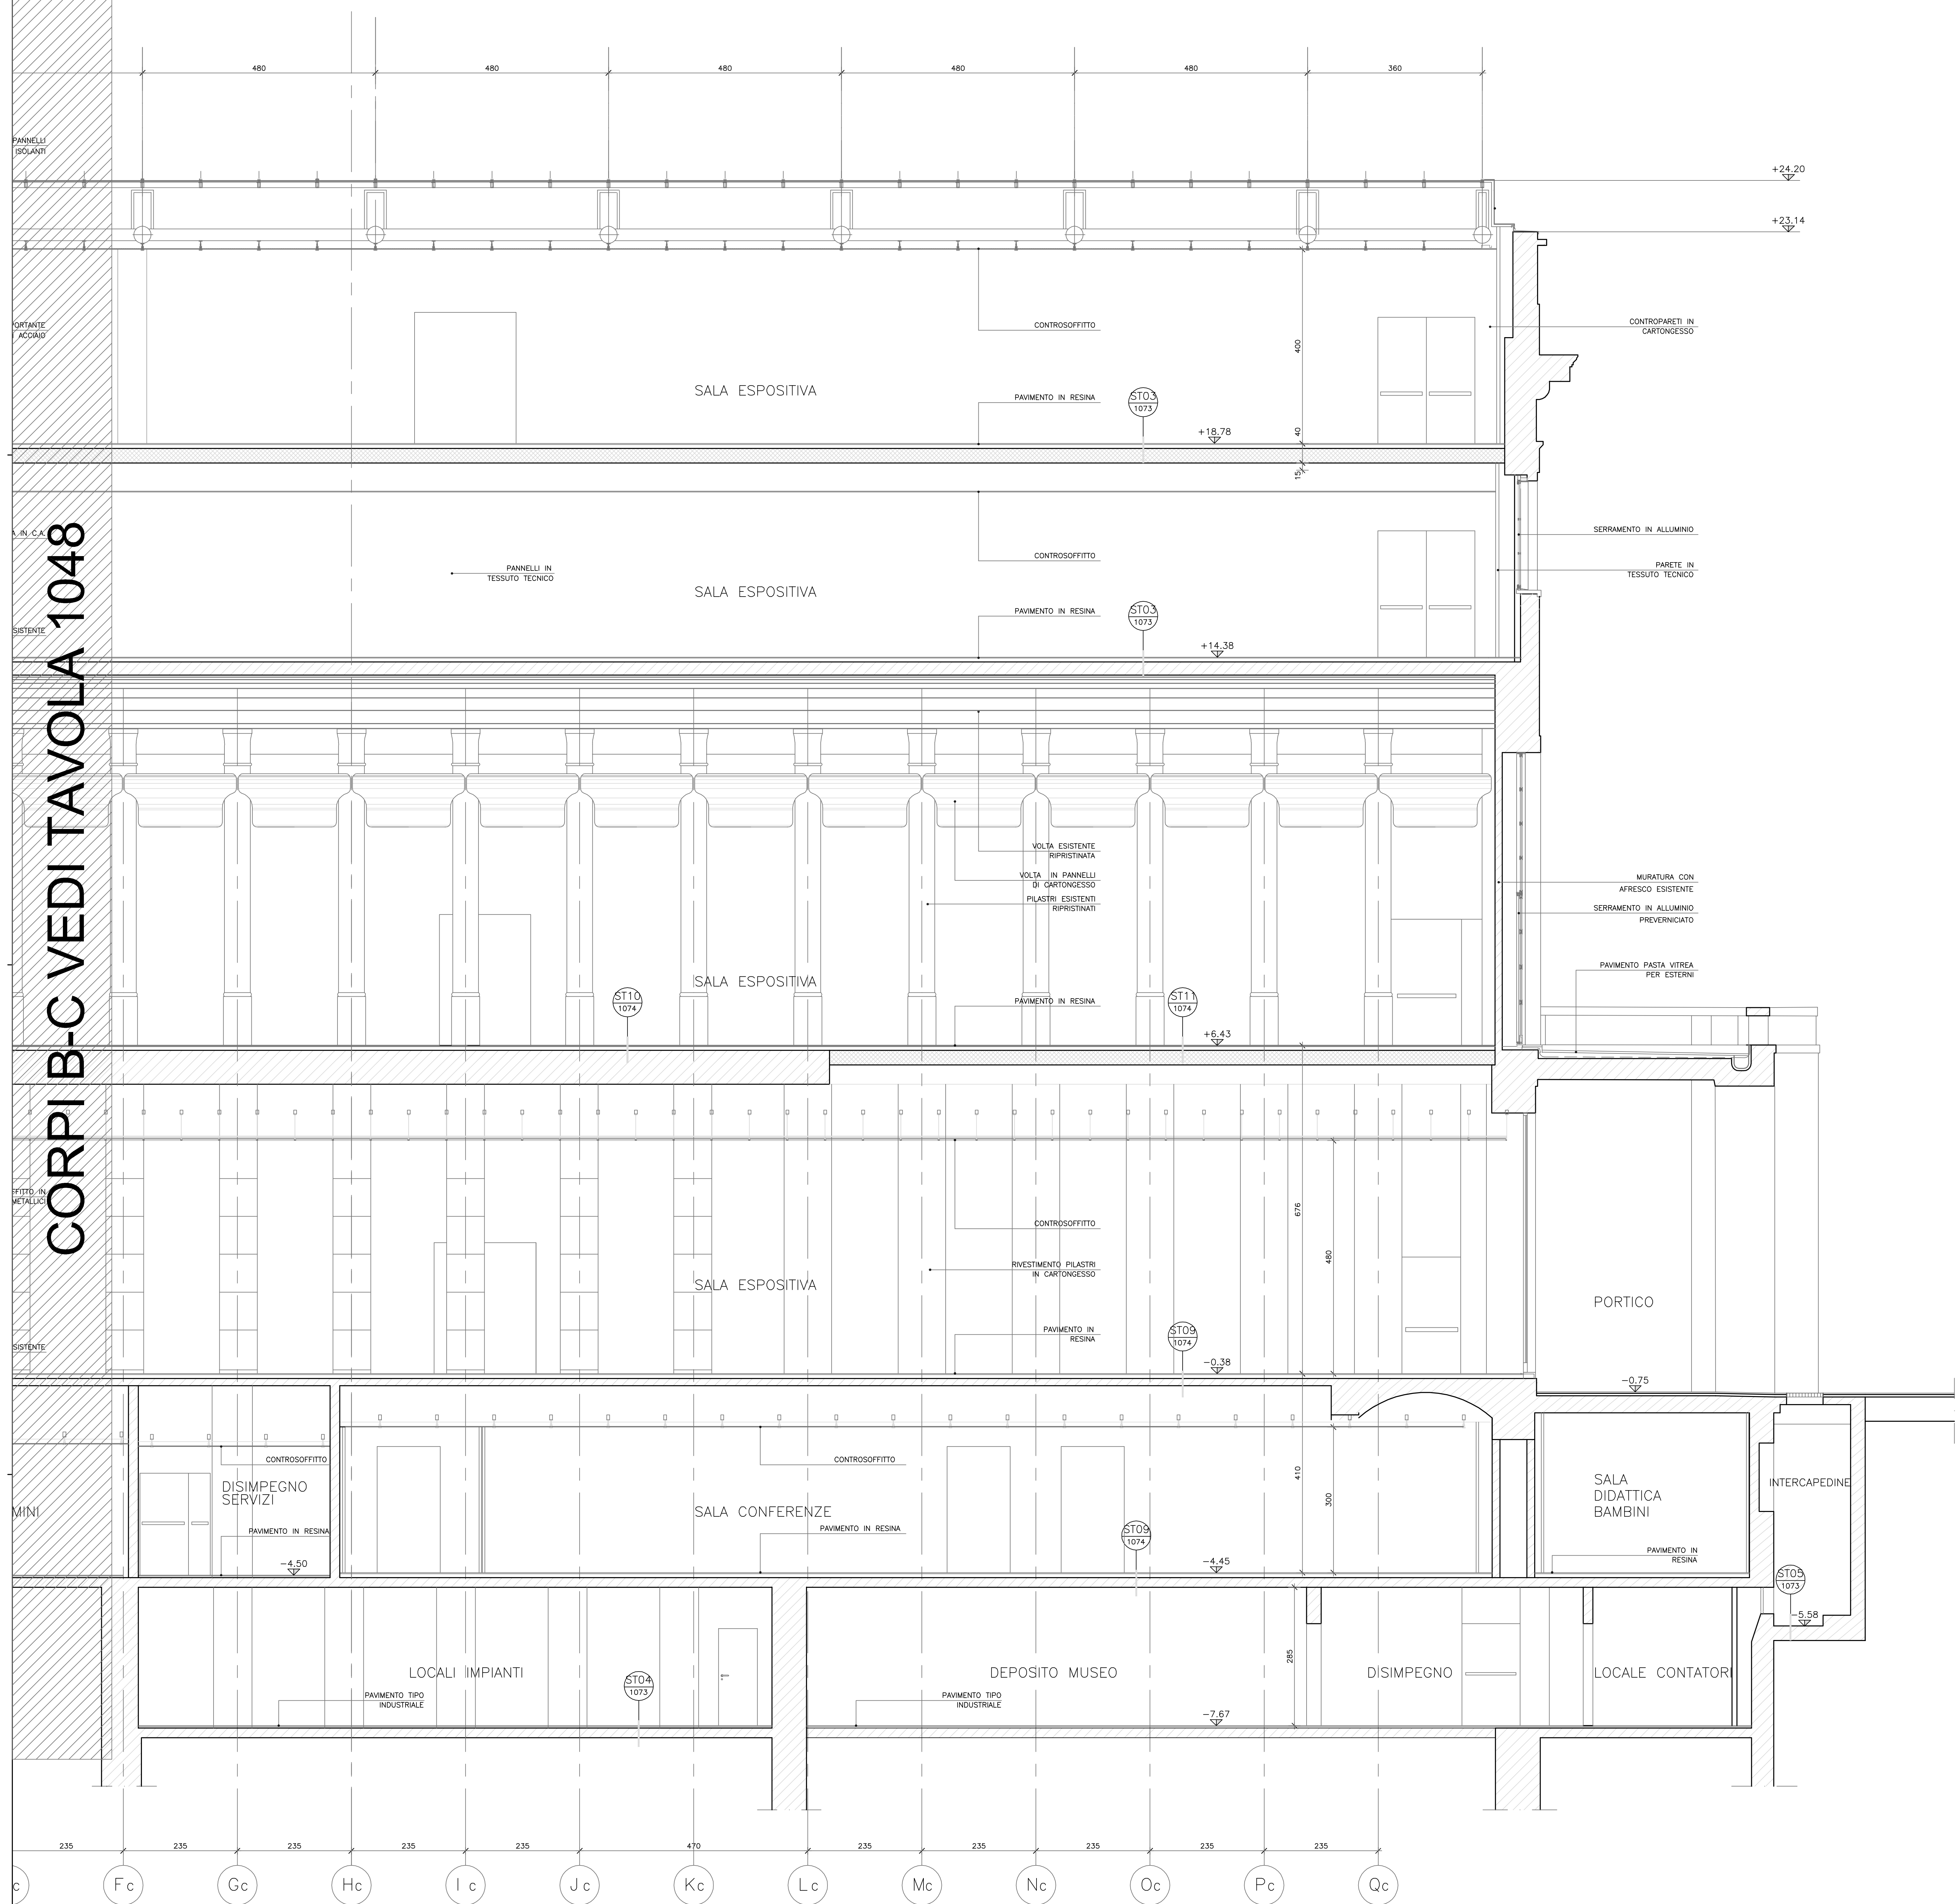 480
480
480
480
480
360
PANNELLI
ISOLANTI
+24.20
+23.14
CONTROSOFFITTO
400
CONTROPARETI IN
CARTONGESSO
ACCIAIO
SALA ESPOSITIVA
PAVIMENTO IN RESINA
ST03
1073
+18.78
40
15
CONTROSOFFITTO
SERRAMENTO IN ALLUMINIO
IN C.A.
PANNELLI IN
TESSUTO TECNICO
PARETE IN
TESSUTO TECNICO
SALA ESPOSITIVA
PAVIMENTO IN RESINA
ST03
1073
+14.38
CORPI B-C VEDI TAVOLA 1048
VOLTA ESISTENTE
RIPRISTINATA
VOLTA IN PANNELLI
DI CARTONGESSO
PILASTRI ESISTENTI
RIPRISTINATI
MURATURA CON
AFRESCO ESISTENTE
SERRAMENTO IN ALLUMINIO
PREVERNICIATO
PAVIMENTO PASTA VITREA
PER ESTERNI
SALA ESPOSITIVA
ST10
1074
PAVIMENTO IN RESINA
ST11
1074
+6.43
IN
METALLICI
676
480
CONTROSOFFITTO
RIVESTIMENTO PILASTRI
IN CARTONGESSO
SALA ESPOSITIVA
PORTICO
PAVIMENTO IN
RESINA
ST09
1074
-0.38
-0.75
CONTROSOFFITTO
DISIMPEGNO
SERVIZI
PAVIMENTO IN RESINA
-4.50
CONTROSOFFITTO
SALA CONFERENZE
PAVIMENTO IN RESINA
410
300
ST09
1074
-4.45
SALA
DIDATTICA
BAMBINI
INTERCAPEDINE
PAVIMENTO IN
RESINA
ST05
1073
-5.58
LOCALI IMPIANTI
PAVIMENTO TIPO
INDUSTRIALE
ST04
1073
DEPOSITO MUSEO
PAVIMENTO TIPO
INDUSTRIALE
-7.67
285
DISIMPEGNO
LOCALE CONTATORI
235
235
235
235
235
470
235
235
235
235
235
c
Fc
Gc
Hc
Ic
Jc
Kc
Lc
Mc
Nc
Oc
Pc
Qc